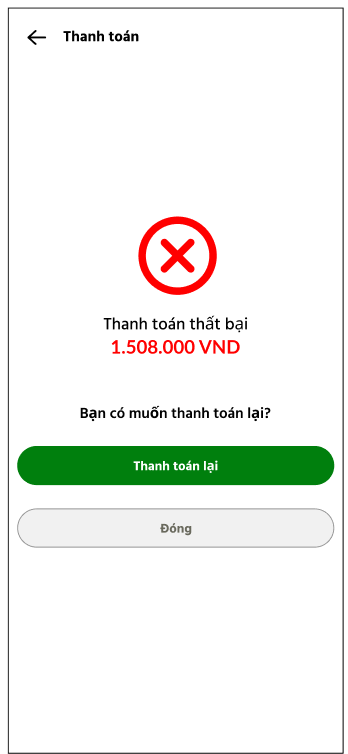 Thanh toán
Thanh toán thất bại
1.508.000 VND
Bạn có muốn thanh toán lại?
Thanh toán lại
Đóng